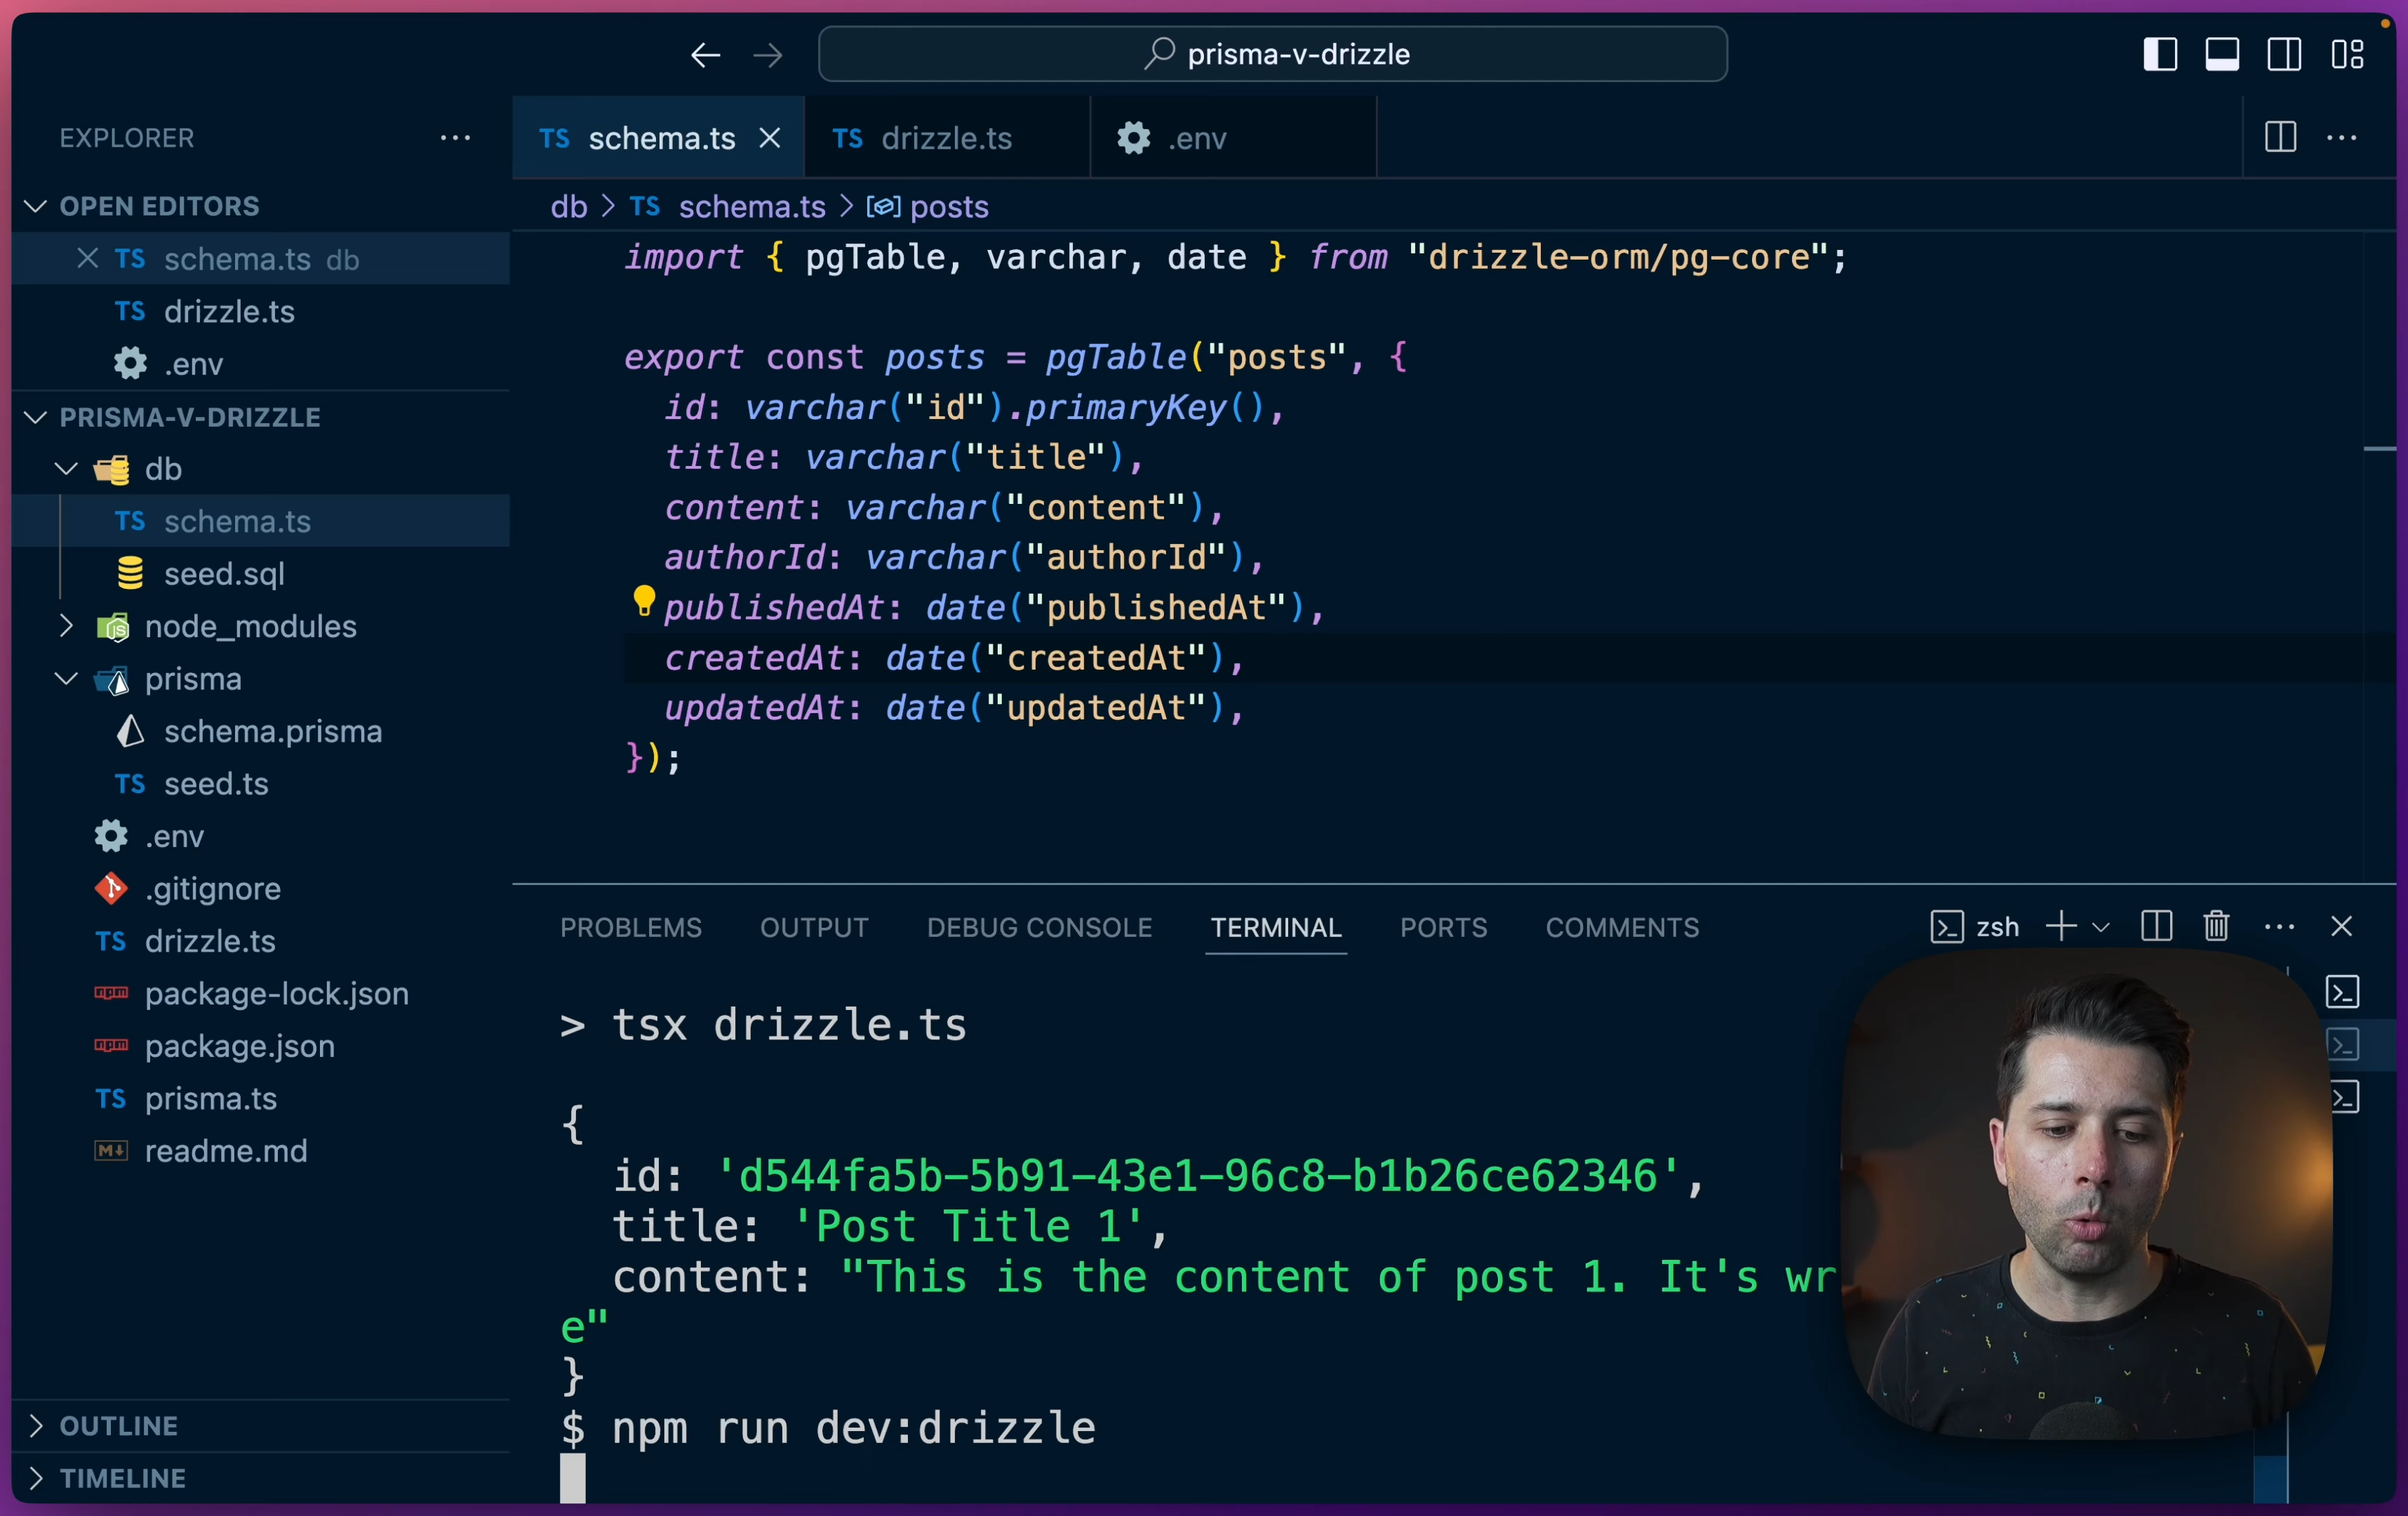 prisma-v-drizzle
EXPLORER
TS schema.ts
TS drizzle.ts
.env
OPEN EDITORS
TS schema.ts db
TS drizzle.ts
.env
PRISMA-V-DRIZZLE
db
TS schema.ts
seed.sql
node_modules
prisma
schema.prisma
TS seed.ts
.env
.gitignore
TS drizzle.ts
package-lock.json
package.json
TS prisma.ts
readme.md
OUTLINE
TIMELINE
db > TS schema.ts > posts
import { pgTable, varchar, date } from "drizzle-orm/pg-core";
export const posts = pgTable("posts", {
id: varchar("id").primaryKey(),
title: varchar("title"),
content: varchar("content"),
authorId: varchar("authorId"),
publishedAt: date("publishedAt"),
createdAt: date("createdAt"),
updatedAt: date("updatedAt"),
});
PROBLEMS OUTPUT DEBUG CONSOLE TERMINAL PORTS COMMENTS
zsh
> tsx drizzle.ts
{
id: 'd544fa5b-5b91-43e1-96c8-b1b26ce62346',
title: 'Post Title 1',
content: "This is the content of post 1. It's wr
e"
}
$ npm run dev:drizzle